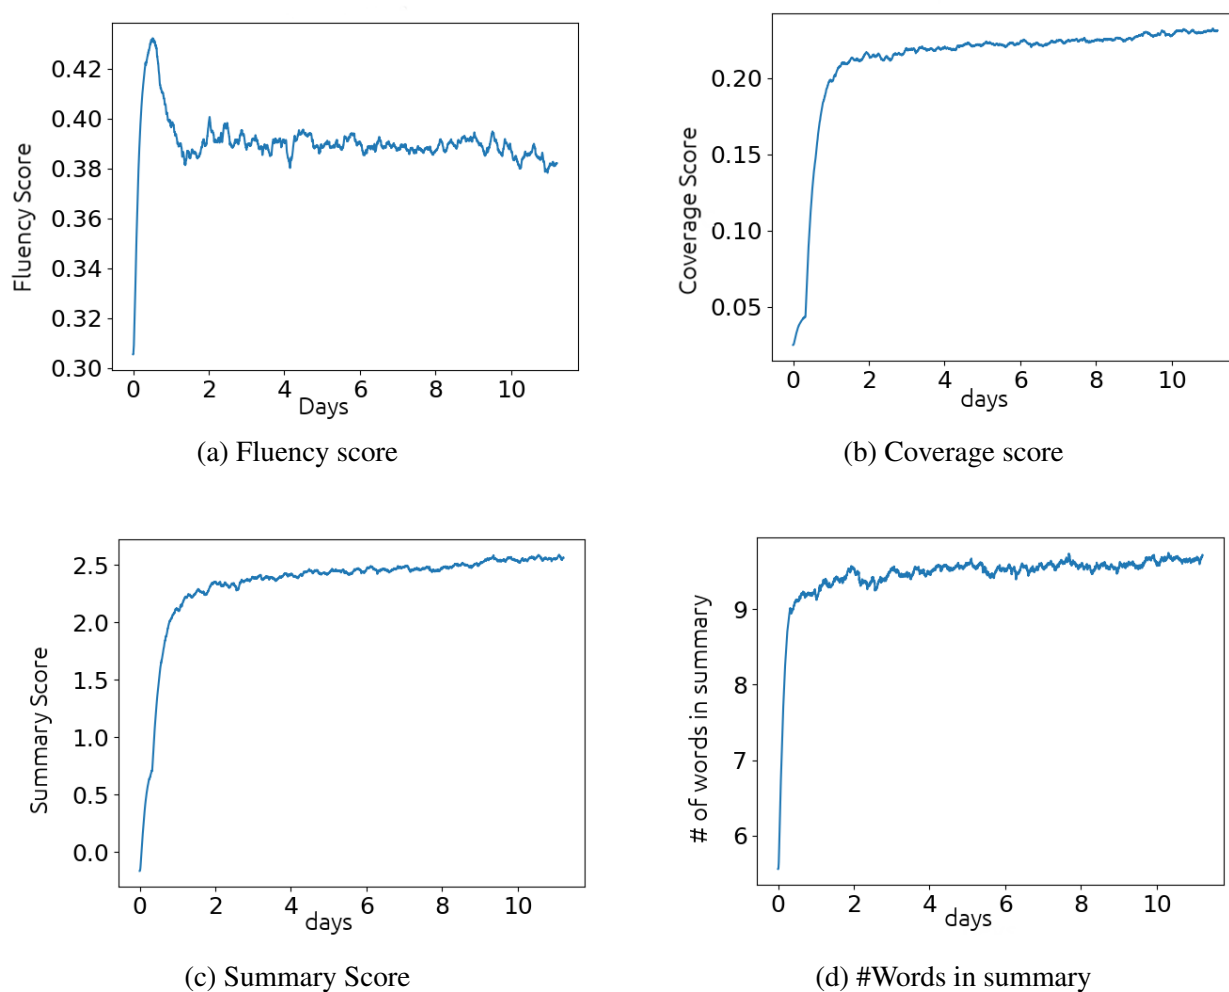 0.42
0.40
0.38
0.36
0.34
0.32
0.30
Fluency Score
0 2 4 6 8 10
Days
(a) Fluency score
0.20
0.15
0.10
0.05
Coverage Score
0 2 4 6 8 10
days
(b) Coverage score
2.5
2.0
1.5
1.0
0.5
0.0
Summary Score
0 2 4 6 8 10
days
(c) Summary Score
9
8
7
6
# of words in summary
0 2 4 6 8 10
days
(d) #Words in summary